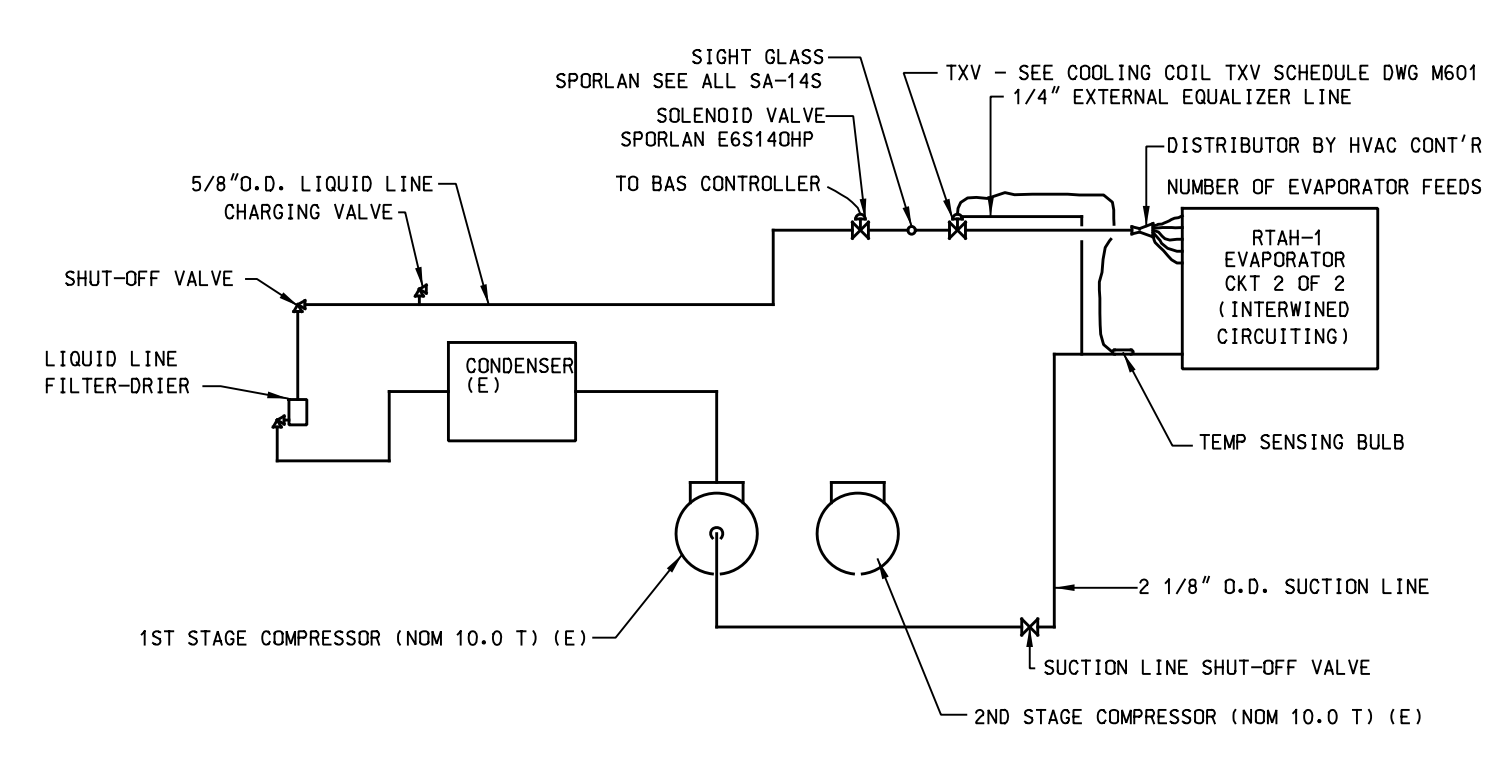 SIGHT GLASS
SPORLAN SEE ALL SA-14S
TXV - SEE COOLING COIL TXV SCHEDULE DWG M601
1/4" EXTERNAL EQUALIZER LINE
SOLENOID VALVE
SPORLAN E6S140HP
DISTRIBUTOR BY HVAC CONT'R
TO BAS CONTROLLER
NUMBER OF EVAPORATOR FEEDS
5/8"O.D. LIQUID LINE
CHARGING VALVE
RTAH-1
EVAPORATOR
CKT 2 OF 2
(INTERWINED
CIRCUITING)
SHUT-OFF VALVE
LIQUID LINE
FILTER-DRIER
CONDENSER
(E)
TEMP SENSING BULB
2 1/8" O.D. SUCTION LINE
1ST STAGE COMPRESSOR (NOM 10.0 T) (E)
SUCTION LINE SHUT-OFF VALVE
2ND STAGE COMPRESSOR (NOM 10.0 T) (E)